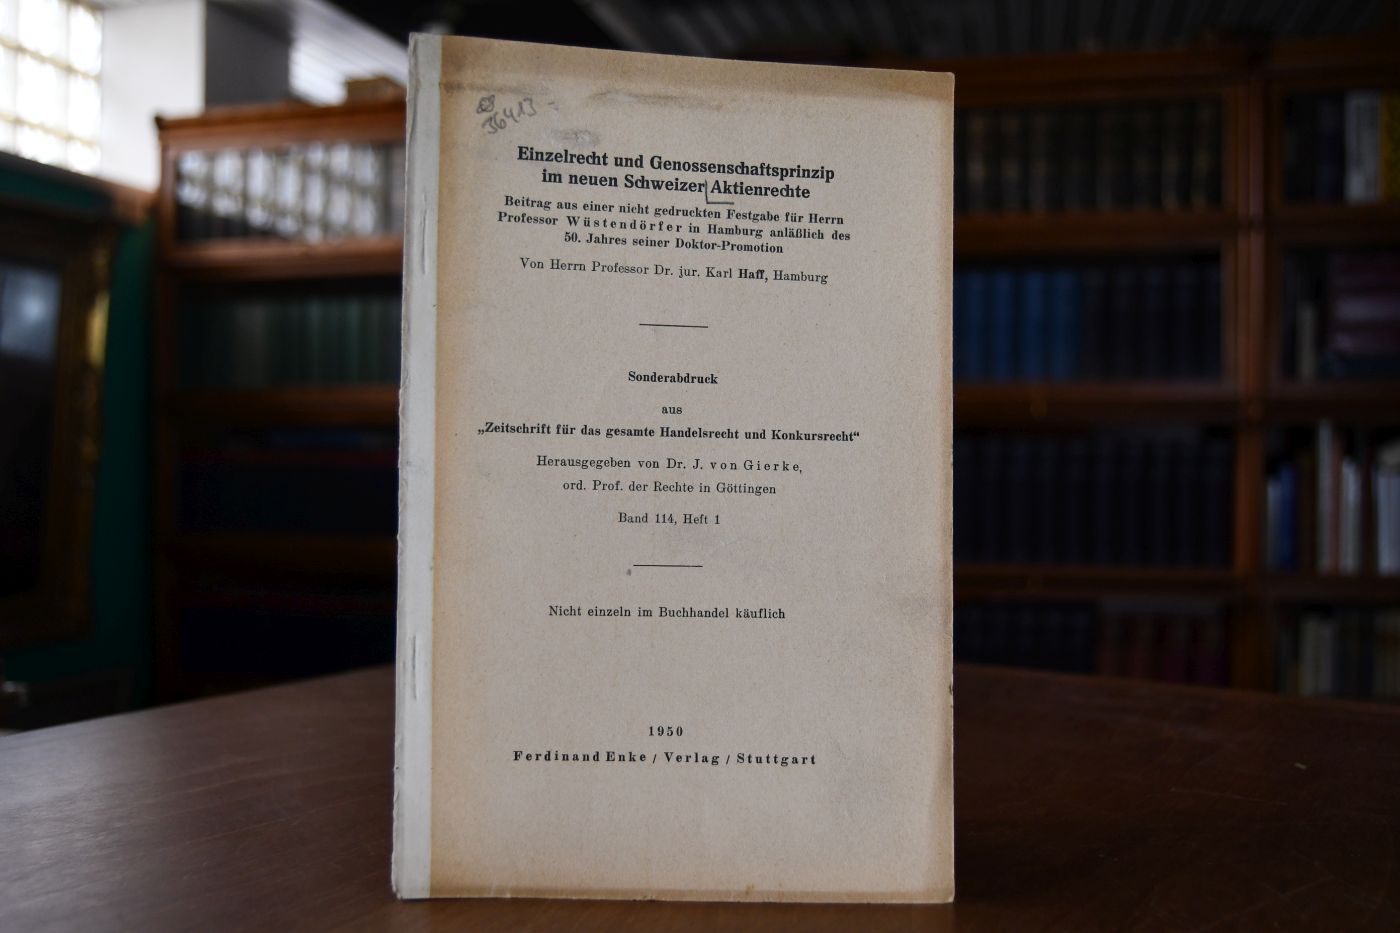 36413
Einzelrecht und Genossenschaftsprinzip
im neuen Schweizer Aktienrechte
Beitrag aus einer nicht gedruckten Festgabe für Herrn
Professor Wüstendörfer in Hamburg anläßlich des
50. Jahres seiner Doktor-Promotion
Von Herrn Professor Dr. jur. Karl Haff, Hamburg
Sonderabdruck
aus
„Zeitschrift für das gesamte Handelsrecht und Konkursrecht“
Herausgegeben von Dr. J. von Gierke,
ord. Prof. der Rechte in Göttingen
Band 114, Heft 1
Nicht einzeln im Buchhandel käuflich
1950
Ferdinand Enke / Verlag / Stuttgart